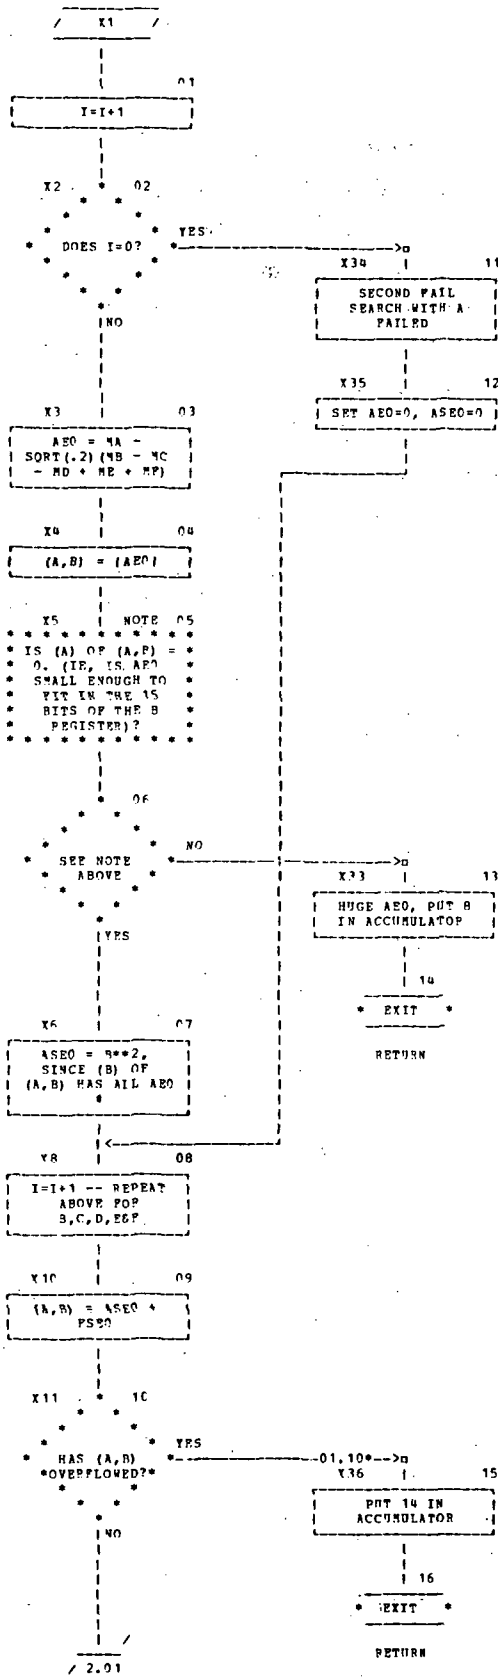 / X1 /
01
I=I+1
X2 02
DOES I=0? YES
X34 11
SECOND FAIL
SEARCH WITH A
FAILED
NO
X35 12
SET AEO=0, ASEO=0
X3 03
AEO = MA -
SQRT(.2)(MB - MC
- MD + ME + MF)
X4 04
(A,B) = (AEO)
X5 NOTE 05
IS (A) OF (A,B) =
0. (IE, IS AEO
SMALL ENOUGH TO
FIT IN THE 15
BITS OF THE B
REGISTER)?
06
NO
SEE NOTE
ABOVE
X33 13
HUGE AEO, PUT 8
IN ACCUMULATOR
YES
14
* EXIT *
RETURN
X6 07
ASEO = B**2,
SINCE (B) OF
(A,B) HAS ALL AEO
X8 08
I=I+1 -- REPEAT
ABOVE FOR
B,C,D,E&F
X10 09
(A,B) = ASEO +
FSEO
X11 10
YES
HAS (A,B)
*OVERFLOWED?*
01.10*-->
X36 15
PUT 14 IN
ACCUMULATOR
NO
16
* EXIT *
RETURN
/ 2.01 /